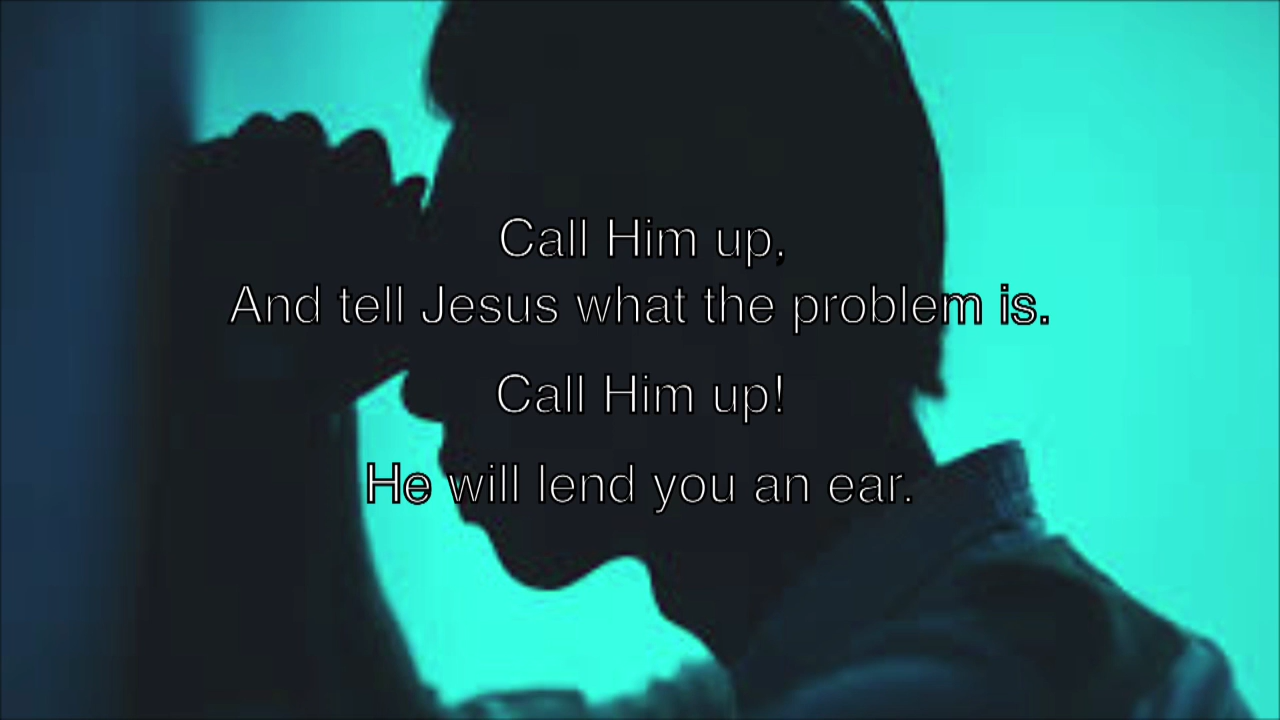 Call Him up,
And tell Jesus what the problem is.
Call Him up!
He will lend you an ear.